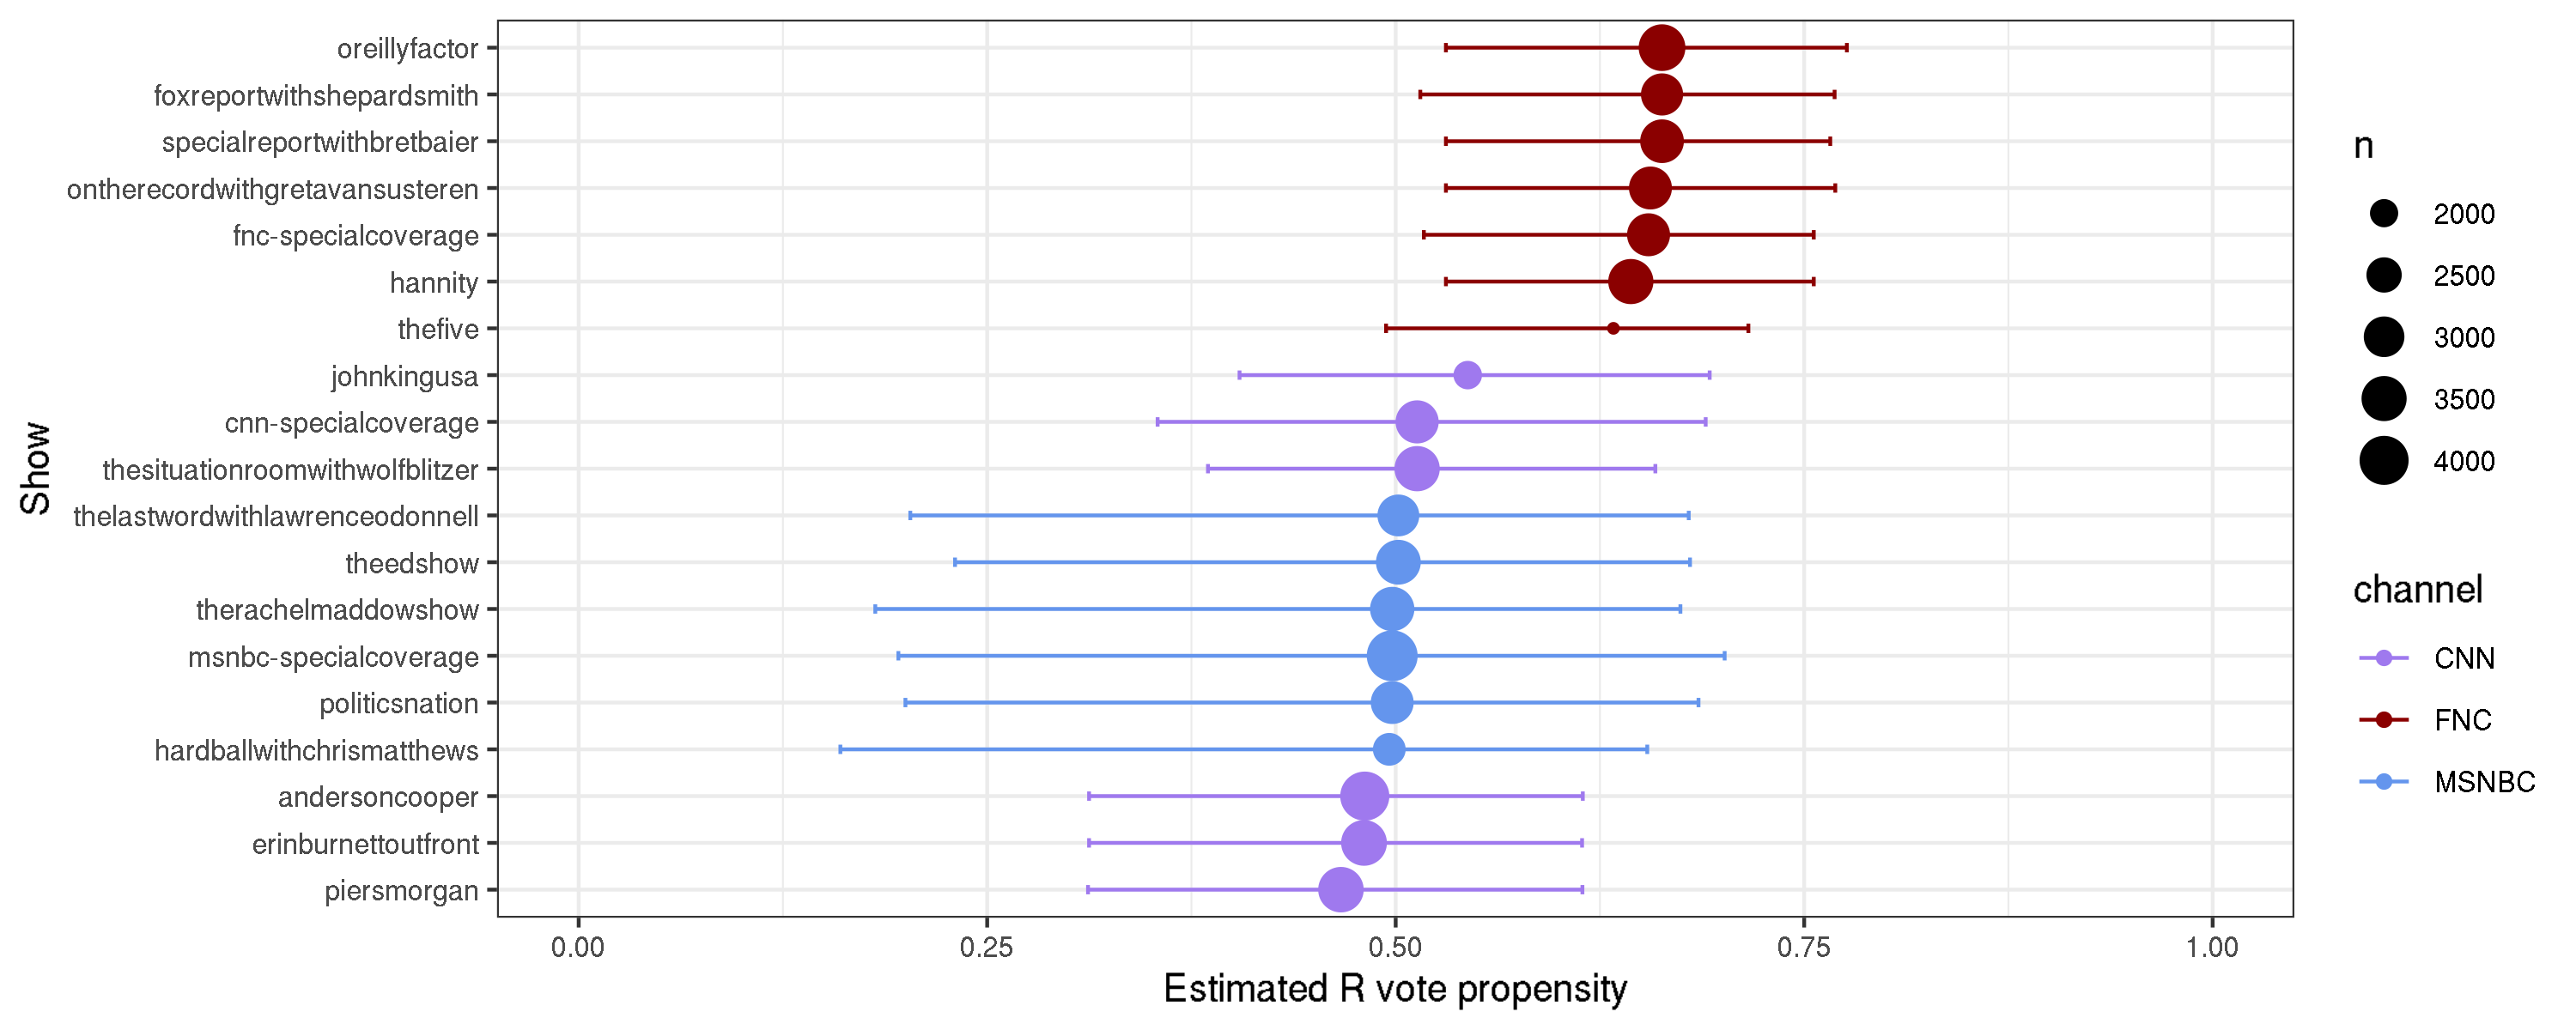 oreillyfactor
foxreportwithshepardsmith
specialreportwithbretbaier
ontherecordwithgretavansusteren
fnc-specialcoverage
hannity
thefive
johnkingusa
cnn-specialcoverage
thesituationroomwithwolfblitzer
thelastwordwithlawrenceodonnell
theedshow
therachelmaddowshow
msnbc-specialcoverage
politicsnation
hardballwithchrismatthews
andersoncooper
erinburnettoutfront
piersmorgan
Show
0.00 0.25 0.50 0.75 1.00
Estimated R vote propensity
n
2000
2500
3000
3500
4000
channel
CNN
FNC
MSNBC